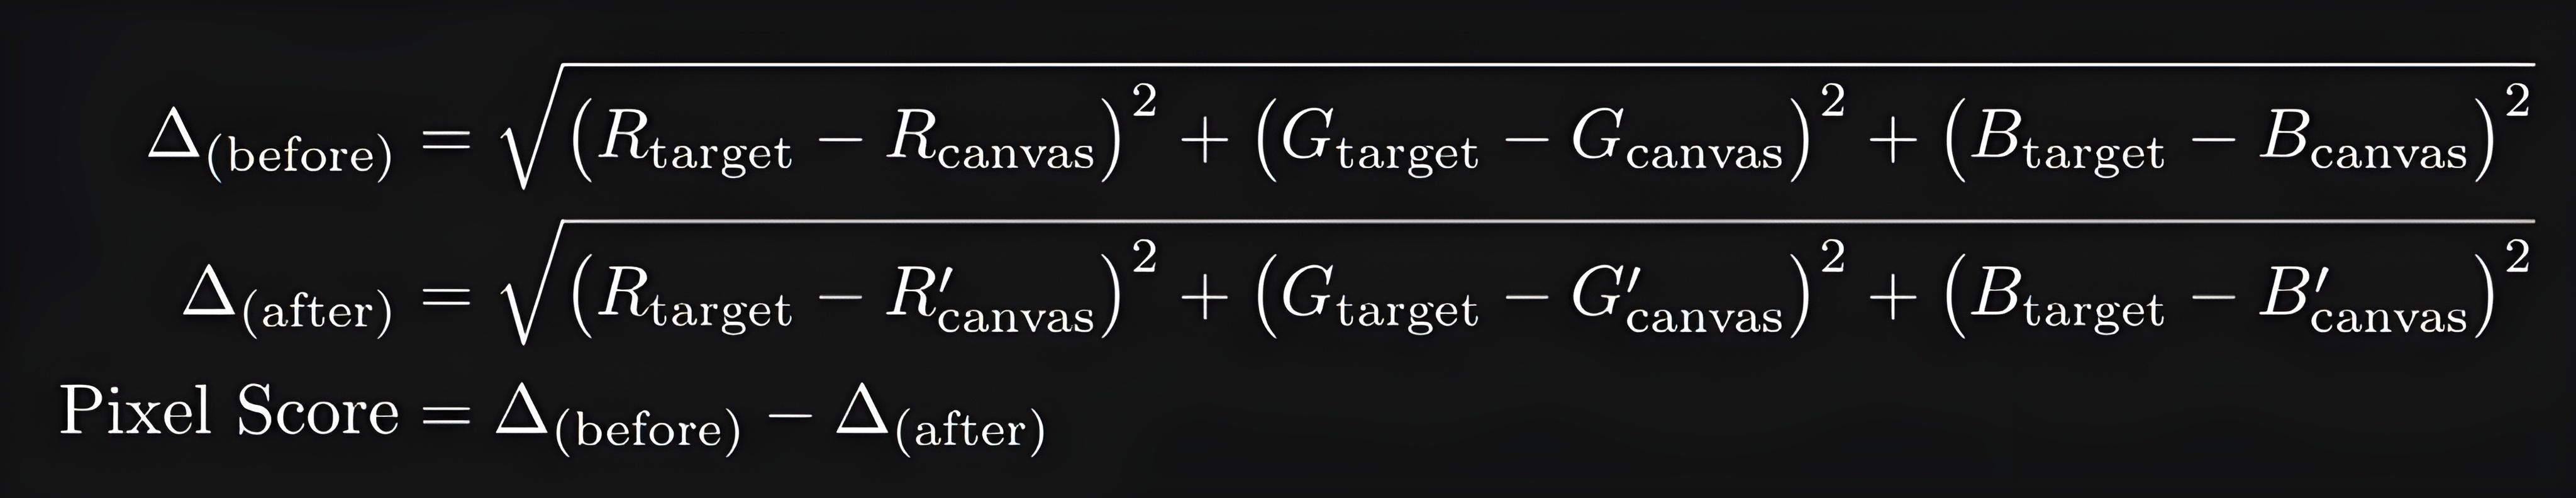 Δ(before) = √(R_target − R_canvas)² + (G_target − G_canvas)² + (B_target − B_canvas)²
Δ(after) = √(R_target − R′_canvas)² + (G_target − G′_canvas)² + (B_target − B′_canvas)²
Pixel Score = Δ(before) − Δ(after)